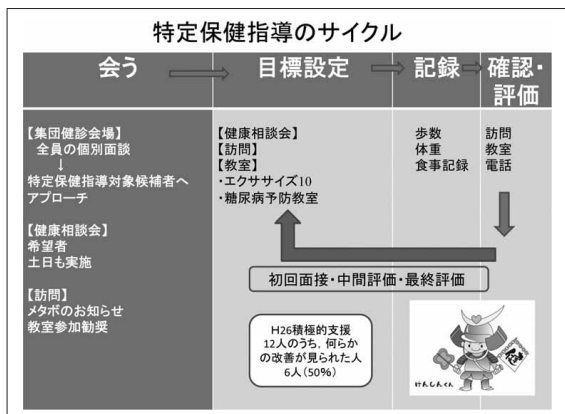 特定保健指導のサイクル
会う
目標設定
記録
確認・
評価
【集団健診会場】
全員の個別面談
↓
特定保健指導対象候補者へ
アプローチ
【健康相談会】
希望者
土日も実施
【訪問】
メタボのお知らせ
教室参加勧奨
【健康相談会】
【訪問】
【教室】
・エクササイズ10
・糖尿病予防教室
歩数
体重
食事記録
訪問
教室
電話
初回面接・中間評価・最終評価
H26積極的支援
12人のうち，何らか
の改善が見られた人
6人（50%）
けんしんくん